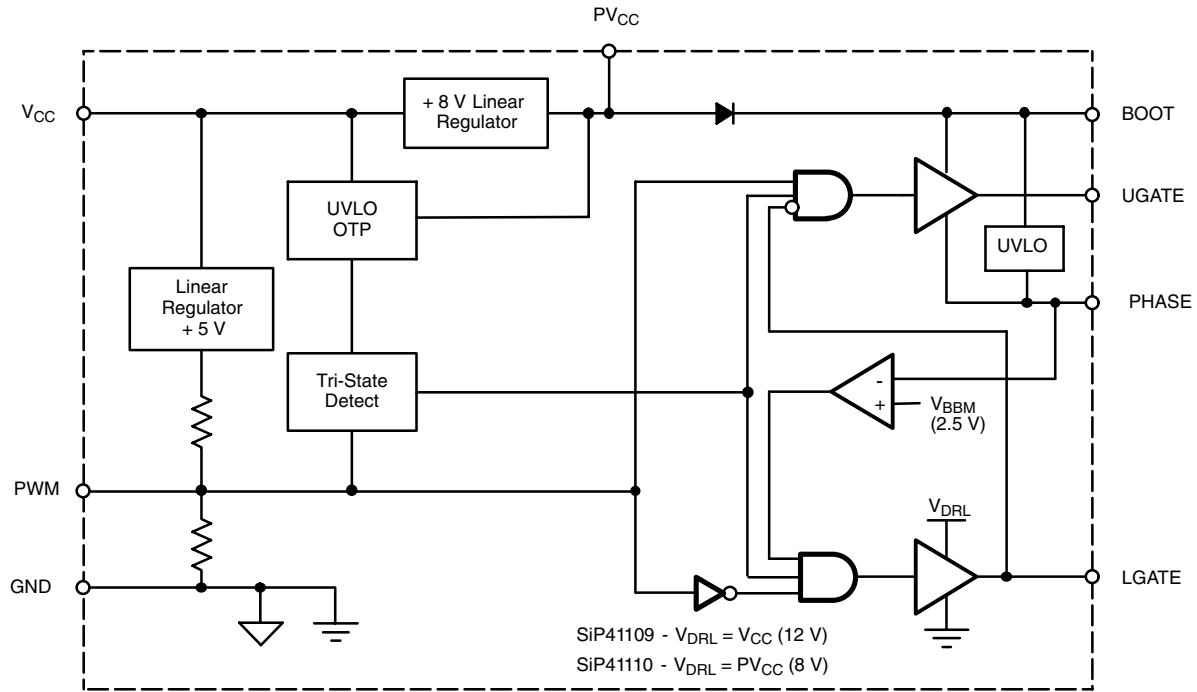 PVCC
VCC
+ 8 V Linear
Regulator
BOOT
UVLO
OTP
UGATE
UVLO
Linear
Regulator
+ 5 V
PHASE
Tri-State
Detect
-
+
VBBM
(2.5 V)
PWM
VDRL
GND
LGATE
SiP41109 - VDRL = VCC (12 V)
SiP41110 - VDRL = PVCC (8 V)